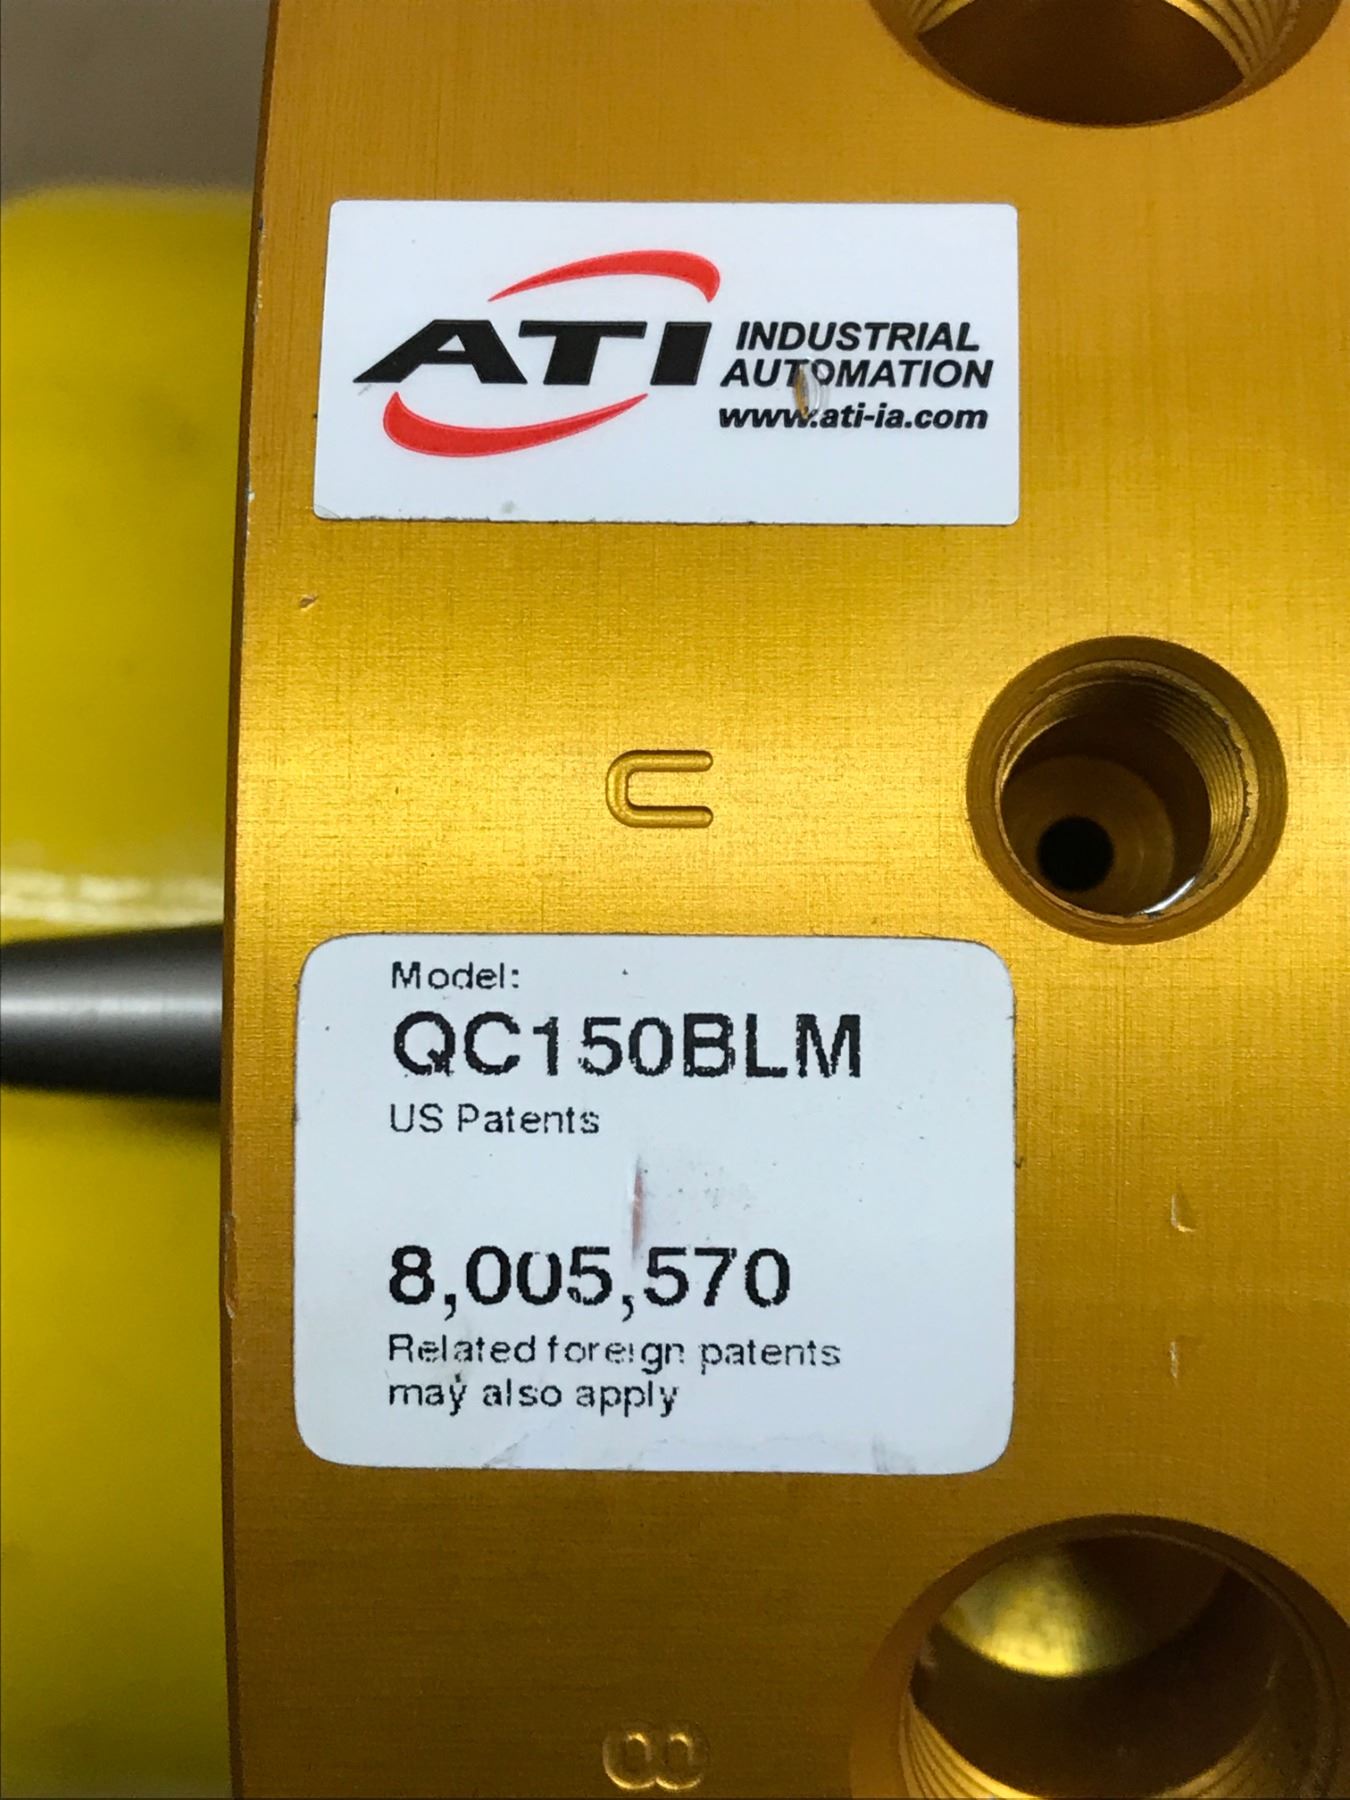 ATI INDUSTRIAL
AUTOMATION
www.ati-ia.com
U
Model:
QC150BLM
US Patents
8,005,570
Related foreign patents
may also apply
8